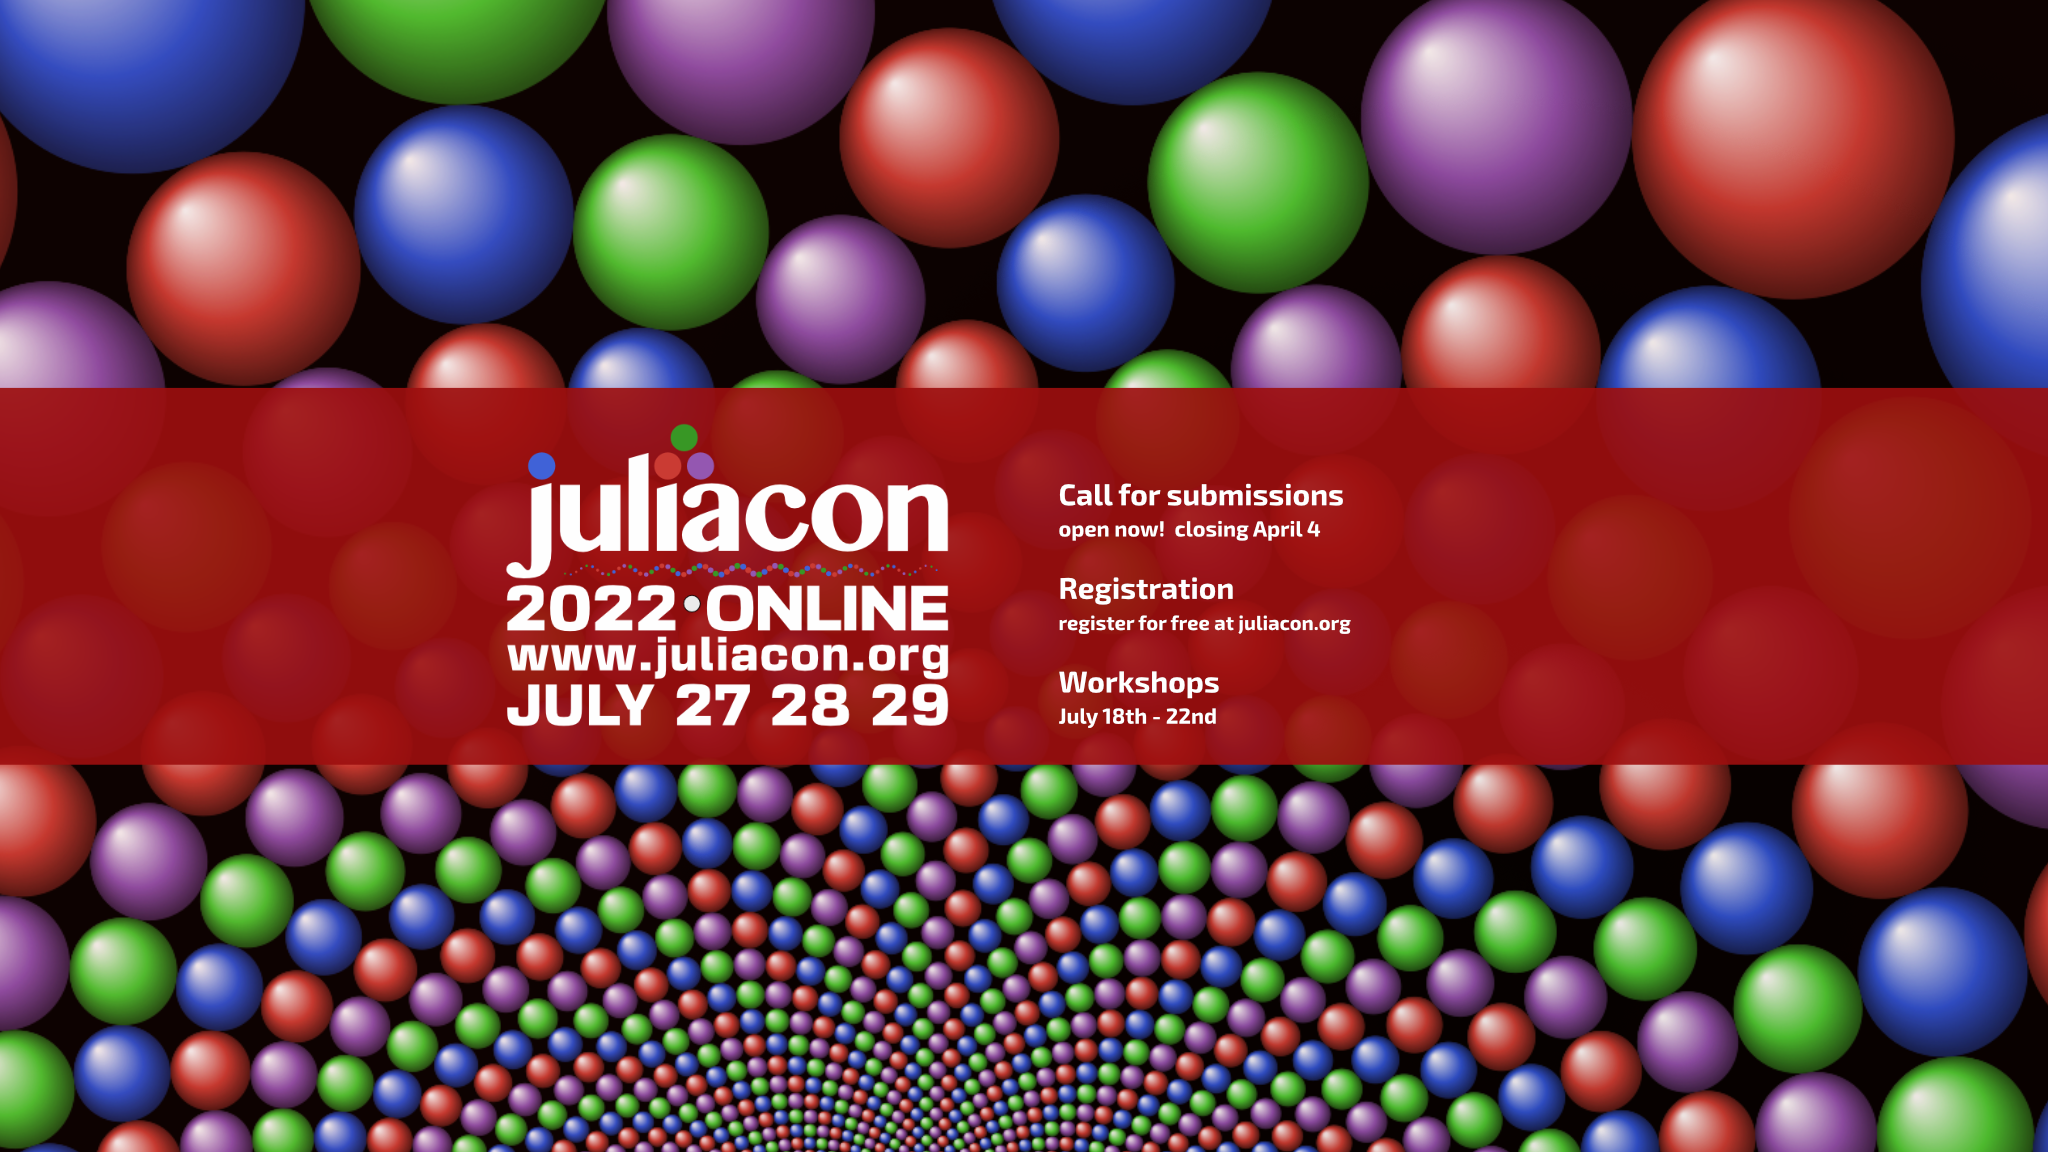 juliacon
2022 • ONLINE
www.juliacon.org
JULY 27 28 29
Call for submissions
open now! closing April 4
Registration
register for free at juliacon.org
Workshops
July 18th - 22nd